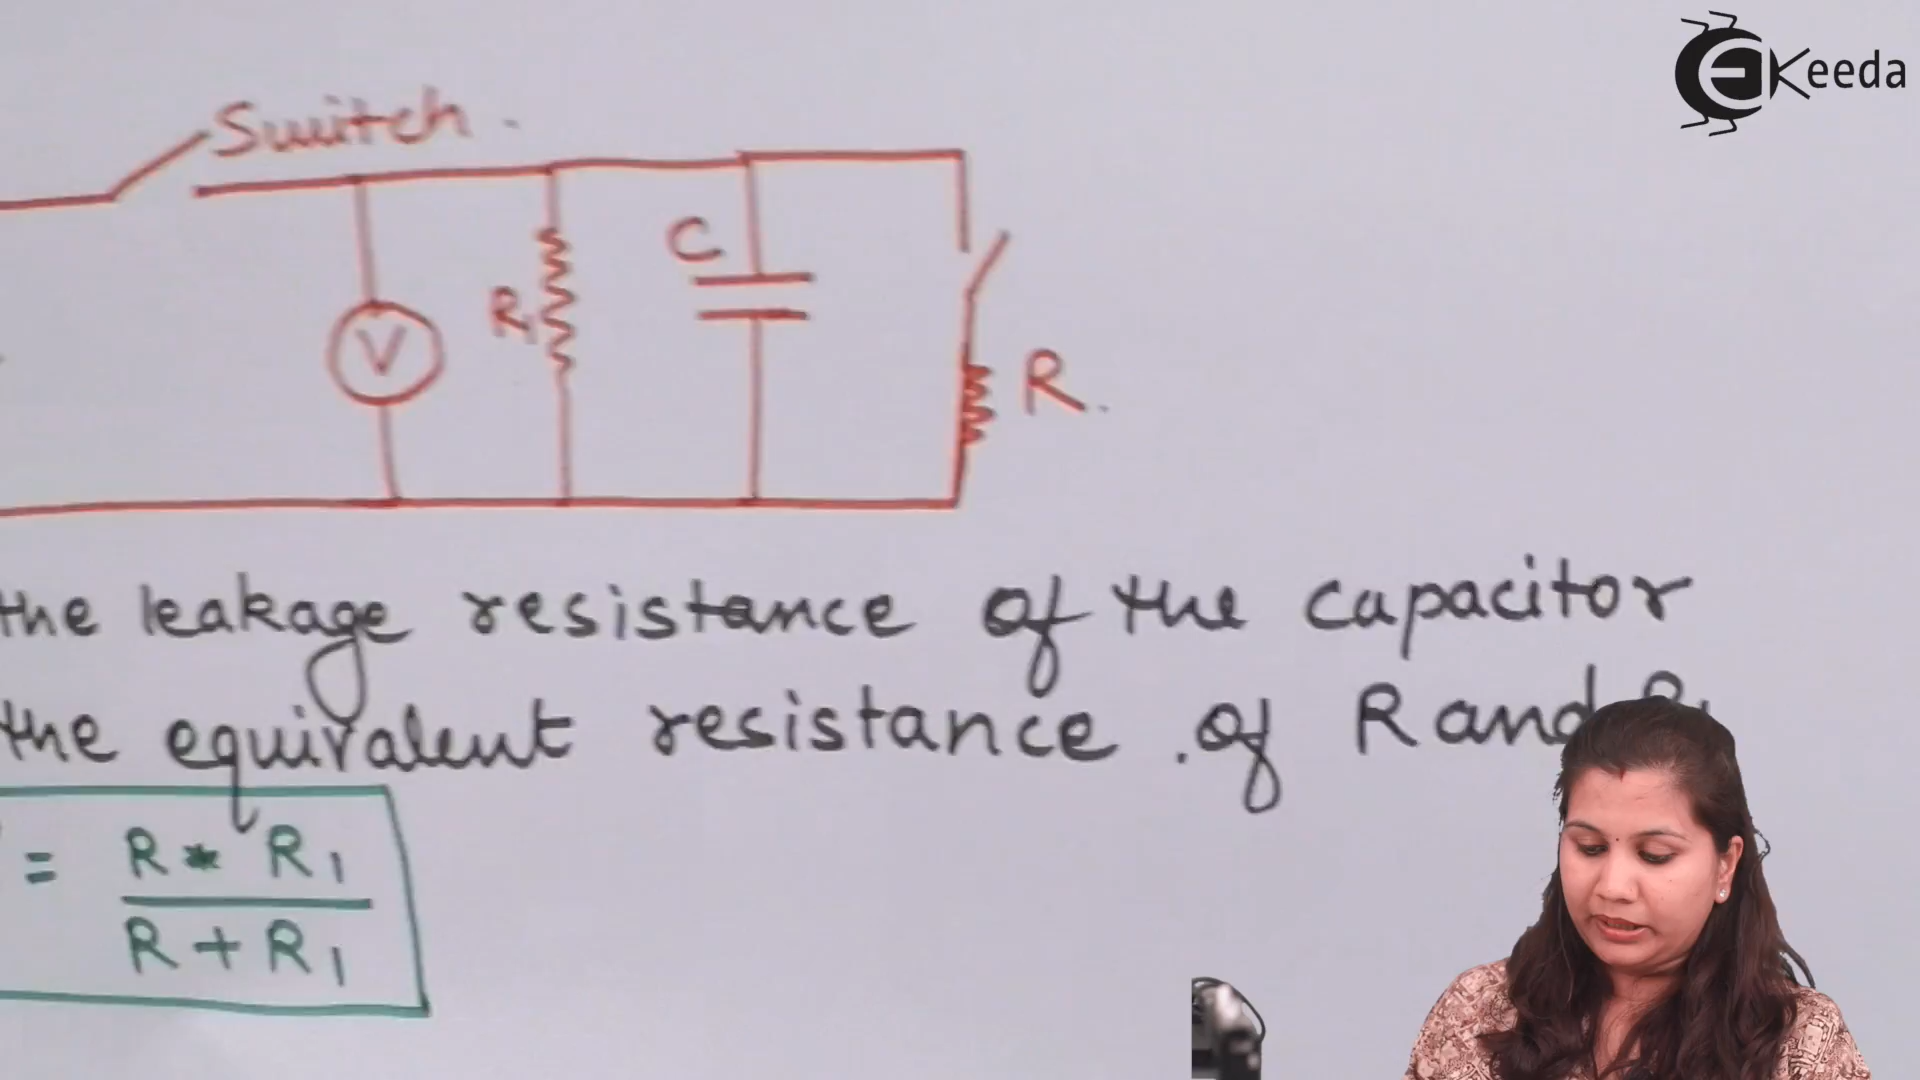 Keeda
Switch
C
R1
V
R
the leakage resistance of the capacitor
the equivalent resistance of R and
= R * R1
R + R1